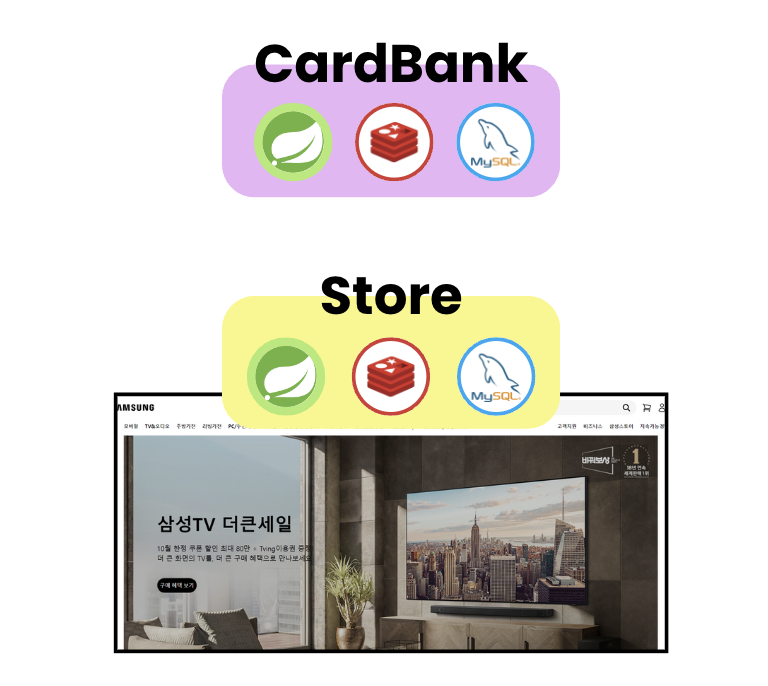 CardBank
MySQL
Store
MySQL
AMSUNG
모바일 TV&오디오 주방가전 리빙가전 PC/ 고객지원 비즈니스 삼성스토어 지속가능경
바꿔보상
1
삼성TV 더큰세일
10월 한정 쿠폰 할인 최대 80만 + Tving이용권 증정
더 큰 화면의 TV를, 더 큰 구매 혜택으로 만나보세요
구매 혜택 보기